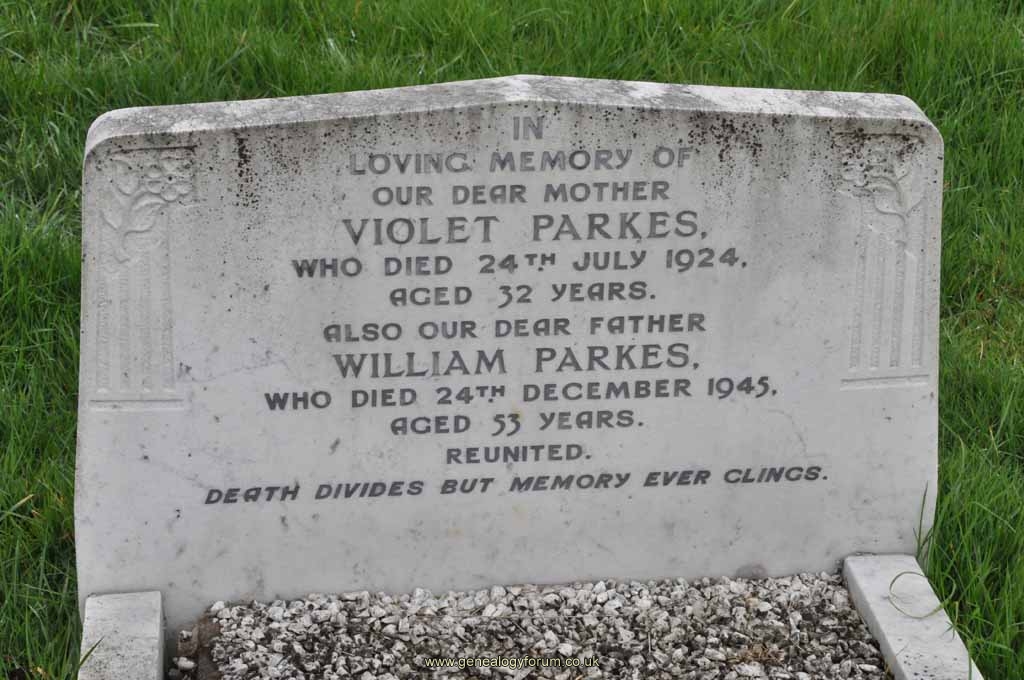 IN
LOVING MEMORY OF
OUR DEAR MOTHER
VIOLET PARKES,
WHO DIED 24TH JULY 1924,
AGED 32 YEARS.
ALSO OUR DEAR FATHER
WILLIAM PARKES,
WHO DIED 24TH DECEMBER 1945,
AGED 53 YEARS.
REUNITED.
DEATH DIVIDES BUT MEMORY EVER CLINGS.
www.genealogyforum.co.uk